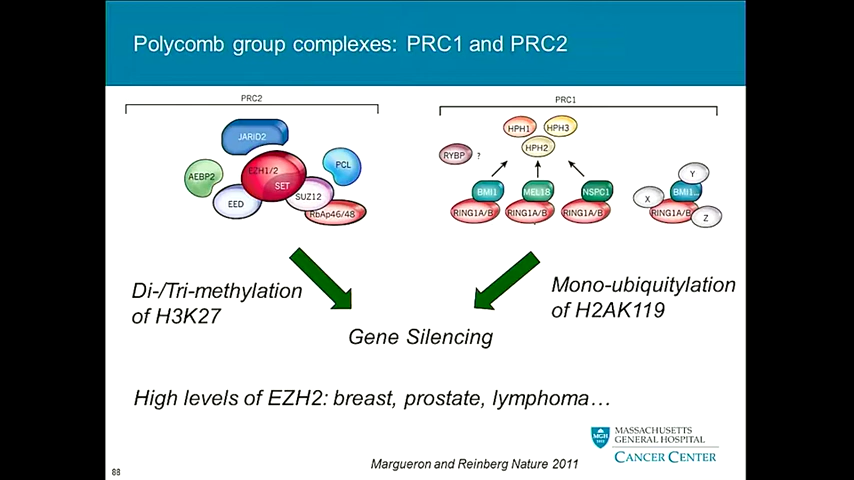 Polycomb group complexes: PRC1 and PRC2
PRC2
PRC1
JARID2
AEBP2
EZH1/2
SET
PCL
EED
SUZ12
RbAp46/48
HPH1
HPH3
HPH2
RYBP
?
BMI1
MEL18
NSPC1
RING1A/B
RING1A/B
RING1A/B
Y
X
BMI1...
RING1A/B
Z
Di-/Tri-methylation
of H3K27
Mono-ubiquitylation
of H2AK119
Gene Silencing
High levels of EZH2: breast, prostate, lymphoma...
Margueron and Reinberg Nature 2011
MGH
MASSACHUSETTS
GENERAL HOSPITAL
CANCER CENTER
88